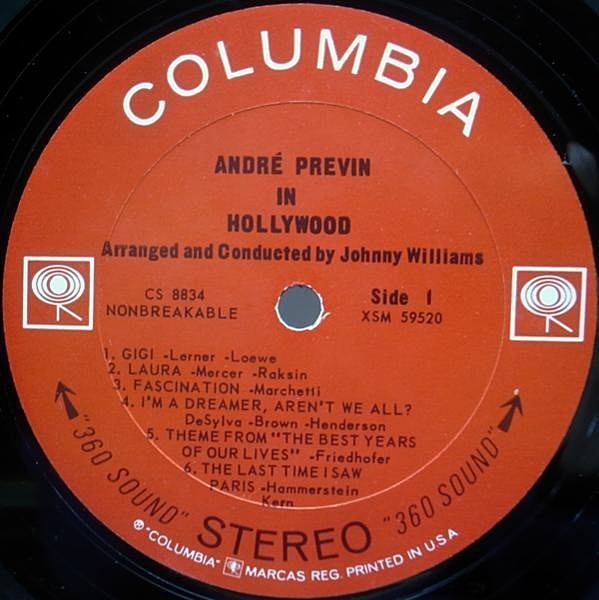 COLUMBIA
ANDRÉ PREVIN
IN
HOLLYWOOD
Arranged and Conducted by Johnny Williams
CS 8834
NONBREAKABLE
Side 1
XSM 59520
1. GIGI -Lerner -Loewe
2. LAURA -Mercer -Raksin
3. FASCINATION -Marchetti
4. I'M A DREAMER, AREN'T WE ALL?
DeSylva -Brown -Henderson
5. THEME FROM "THE BEST YEARS
OF OUR LIVES" -Friedhofer
6. THE LAST TIME I SAW
PARIS -Hammerstein
Kern
"360 SOUND" STEREO "360 SOUND"
® "COLUMBIA" MARCAS REG. PRINTED IN U.S.A.